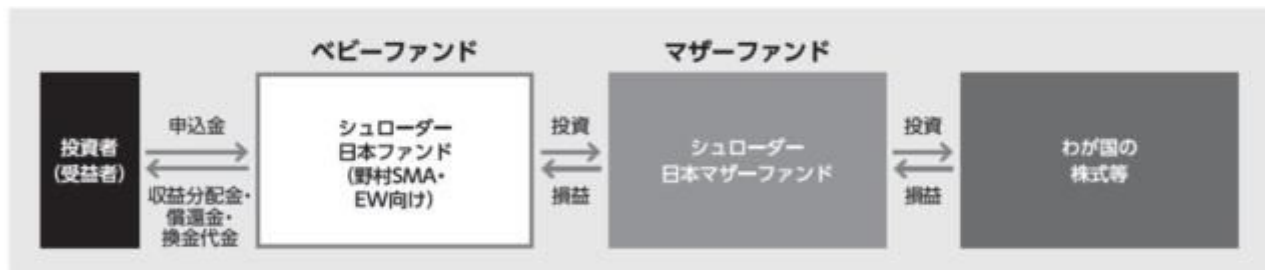 ベビーファンド
マザーファンド
投資者
(受益者)
申込金
収益分配金・
償還金・
換金代金
シュローダー
日本ファンド
(野村SMA・
EW向け)
投資
損益
シュローダー
日本マザーファンド
投資
損益
わが国の
株式等